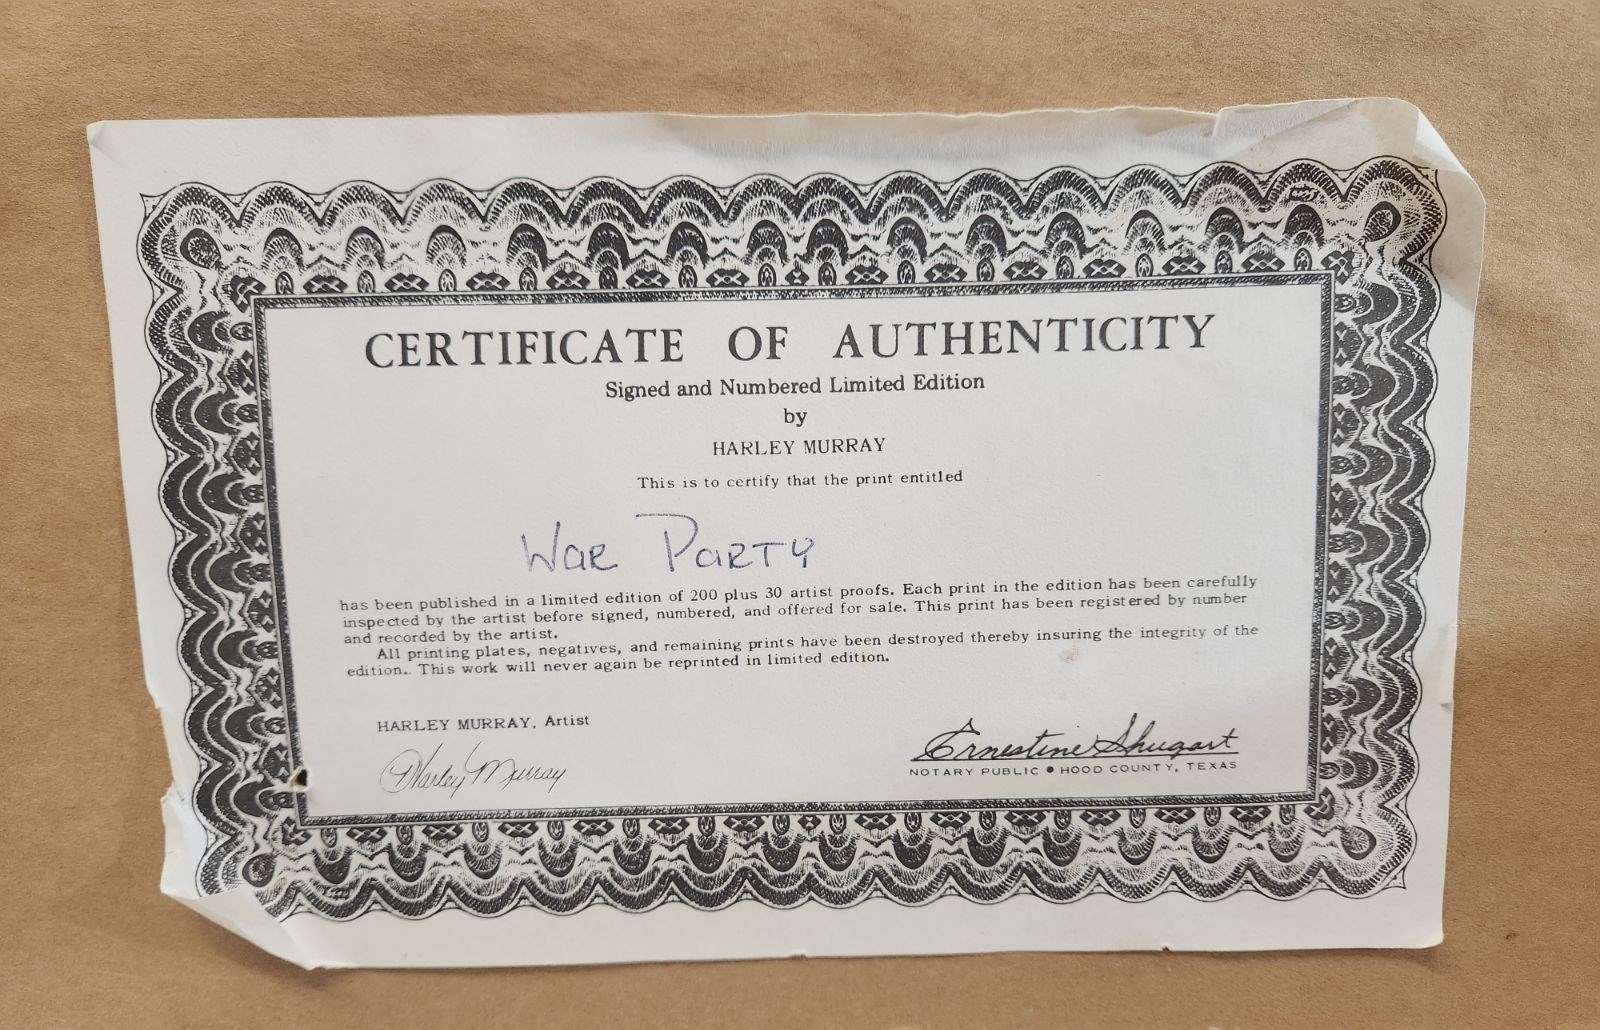 CERTIFICATE OF AUTHENTICITY
Signed and Numbered Limited Edition
by
HARLEY MURRAY
This is to certify that the print entitled
War Party
has been published in a limited edition of 200 plus 30 artist proofs. Each print in the edition has been carefully
inspected by the artist before signed, numbered, and offered for sale. This print has been registered by number
and recorded by the artist.
All printing plates, negatives, and remaining prints have been destroyed thereby insuring the integrity of the
edition.. This work will never again be reprinted in limited edition.
HARLEY MURRAY, Artist
Harley Murray
Ernestine Shugart
NOTARY PUBLIC • HOOD COUNTY, TEXAS